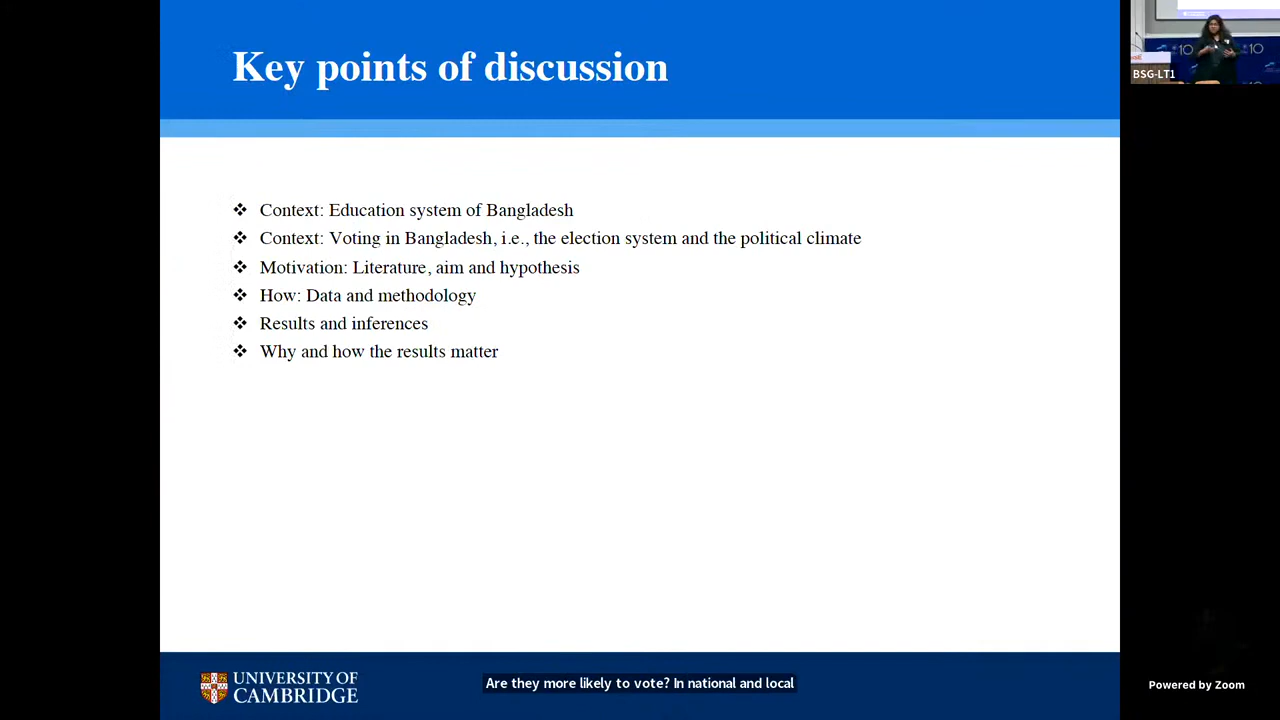 Key points of discussion
BSG-LT1
❖ Context: Education system of Bangladesh
❖ Context: Voting in Bangladesh, i.e., the election system and the political climate
❖ Motivation: Literature, aim and hypothesis
❖ How: Data and methodology
❖ Results and inferences
❖ Why and how the results matter
UNIVERSITY OF
CAMBRIDGE
Are they more likely to vote? In national and local
Powered by Zoom